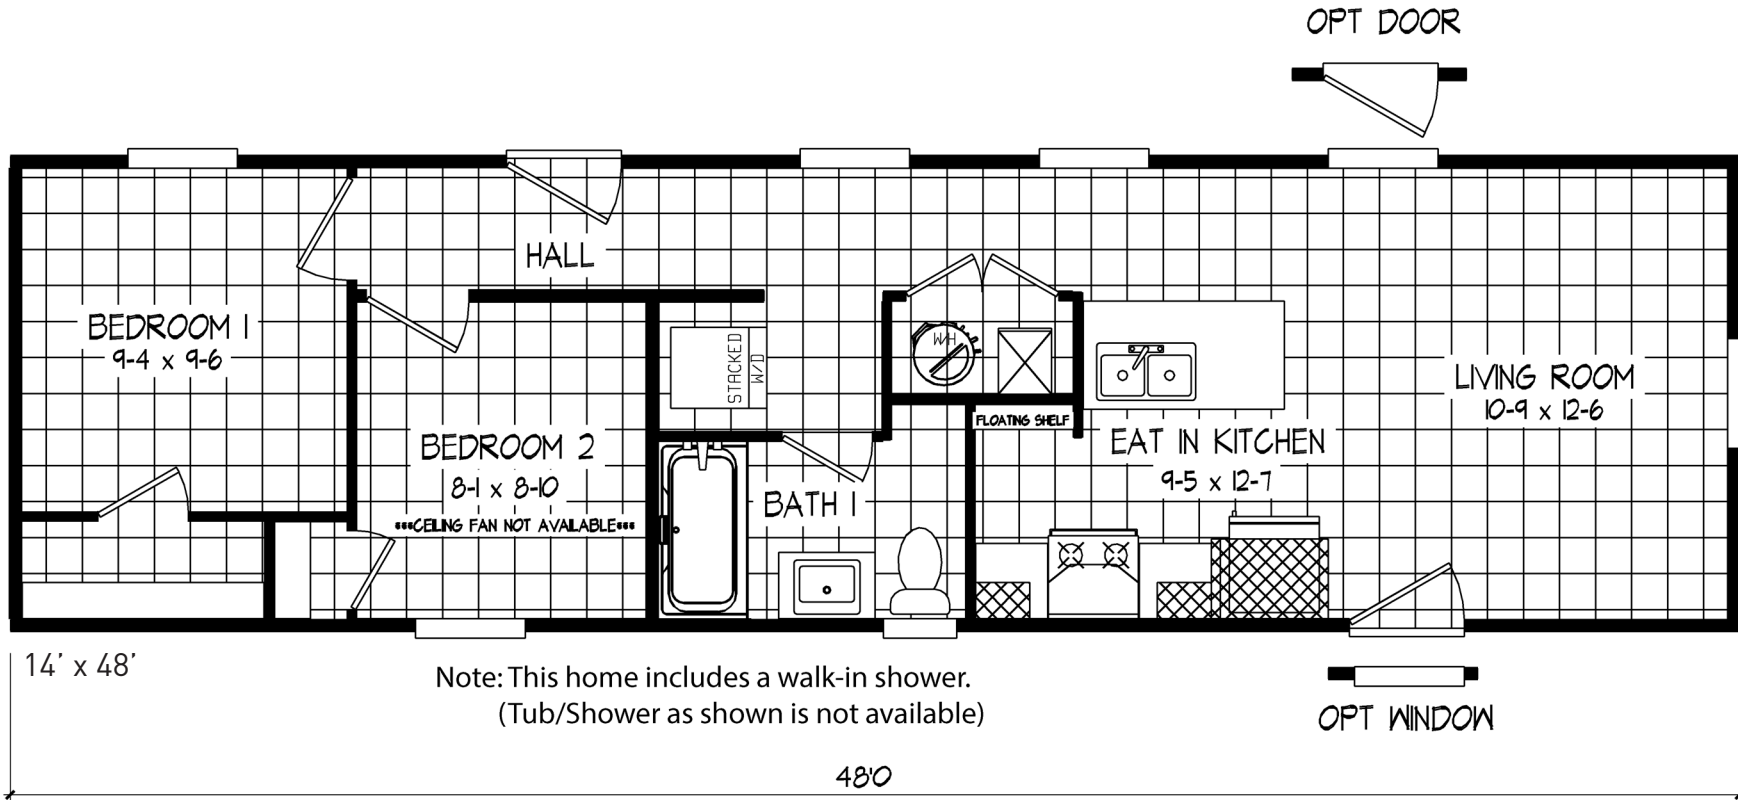 OPT DOOR
HALL
BEDROOM 1
9-4 x 9-6
STACKED
W/D
W/H
LIVING ROOM
10-9 x 12-6
FLOATING SHELF
EAT IN KITCHEN
9-5 x 12-7
BEDROOM 2
8-1 x 8-10
***CEILING FAN NOT AVAILABLE***
BATH 1
14’ x 48’
Note: This home includes a walk-in shower.
(Tub/Shower as shown is not available)
OPT WINDOW
48'0